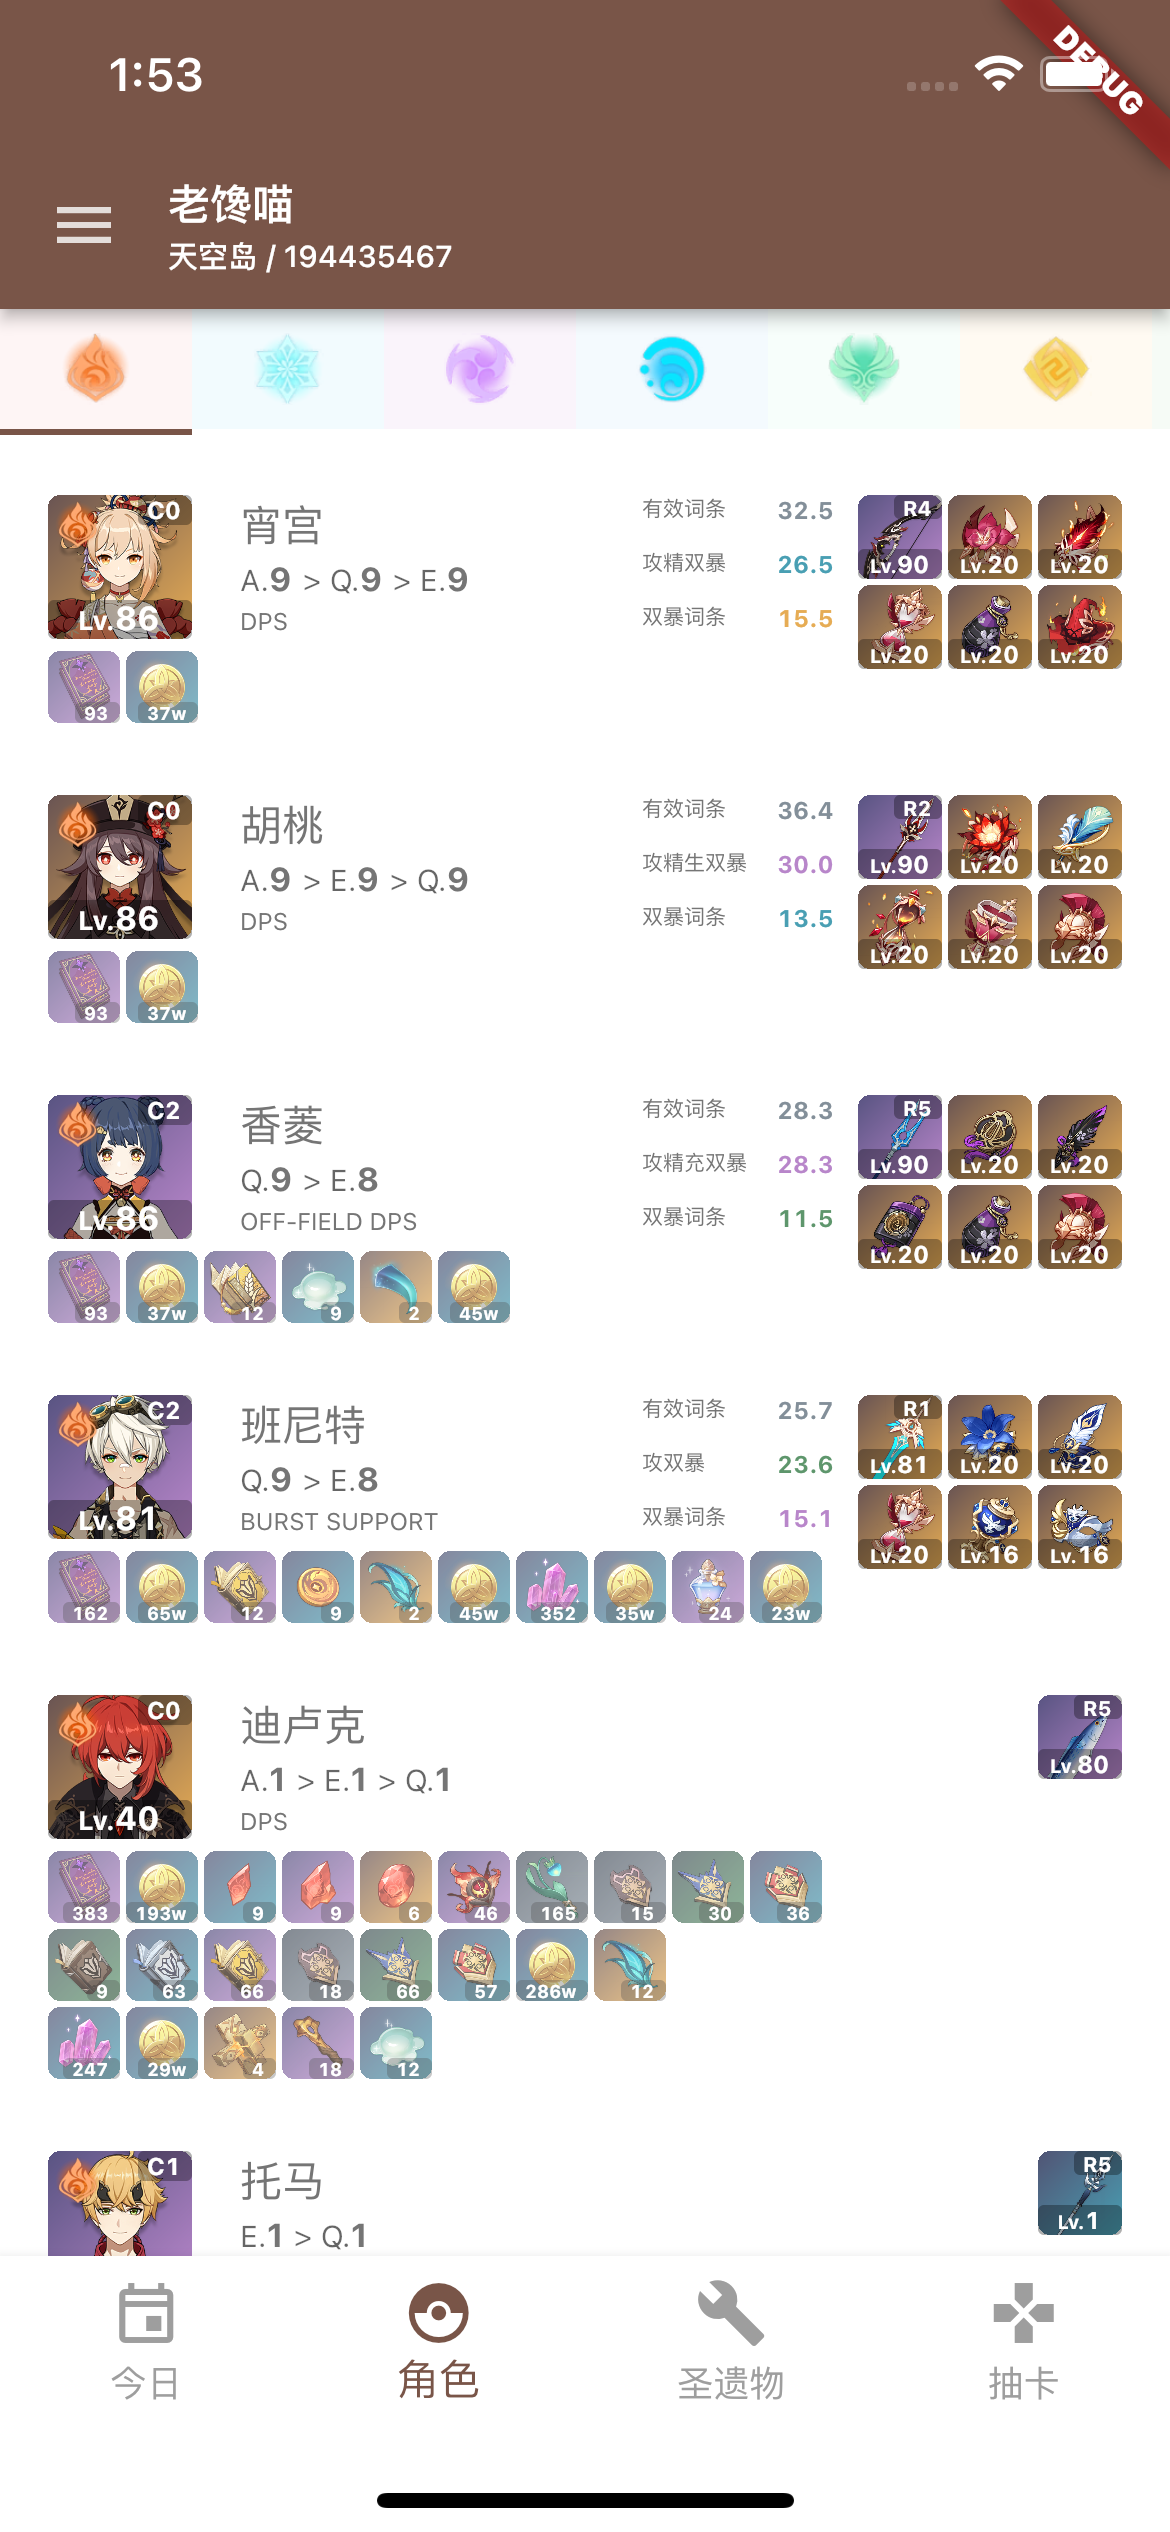 1:53
DEBUG
老馋喵
天空岛 / 194435467
C0
Lv.86
宵宫
A.9 > Q.9 > E.9
DPS
有效词条 32.5
攻精双暴 26.5
双暴词条 15.5
R4
Lv.90 Lv.20 Lv.20
Lv.20 Lv.20 Lv.20
93 37w
C0
Lv.86
胡桃
A.9 > E.9 > Q.9
DPS
有效词条 36.4
攻精生双暴 30.0
双暴词条 13.5
R2
Lv.90 Lv.20 Lv.20
Lv.20 Lv.20 Lv.20
93 37w
C2
Lv.86
香菱
Q.9 > E.8
OFF-FIELD DPS
有效词条 28.3
攻精充双暴 28.3
双暴词条 11.5
R5
Lv.90 Lv.20 Lv.20
Lv.20 Lv.20 Lv.20
93 37w 12 9 2 45w
C2
Lv.81
班尼特
Q.9 > E.8
BURST SUPPORT
有效词条 25.7
攻双暴 23.6
双暴词条 15.1
R1
Lv.81 Lv.20 Lv.20
Lv.20 Lv.16 Lv.16
162 65w 12 9 2 45w 352 35w 24 23w
C0
Lv.40
迪卢克
A.1 > E.1 > Q.1
DPS
R5
Lv.80
383 193w 9 9 6 46 165 15 30 36
9 63 66 18 66 57 286w 12
247 29w 4 18 12
C1
托马
E.1 > Q.1
R5
Lv.1
今日 角色 圣遗物 抽卡